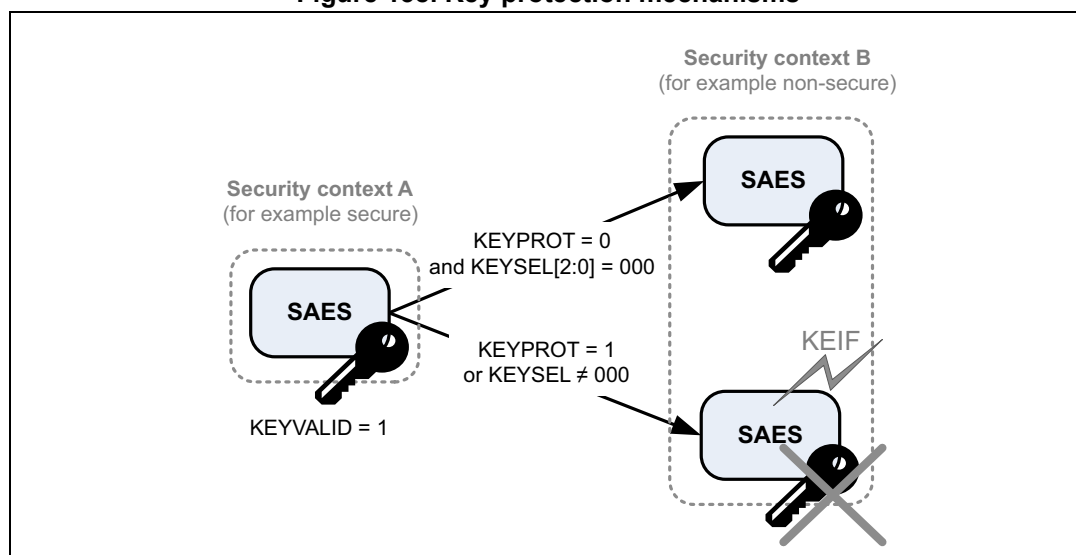 Figure
Key protection mechanisms
Security context B
(for example non-secure)
SAES
Security context A
(for example secure)
KEYPROT = 0
and KEYSEL[2:0] = 000
SAES
KEYPROT = 1
or KEYSEL ≠ 000
KEIF
KEYVALID = 1
SAES